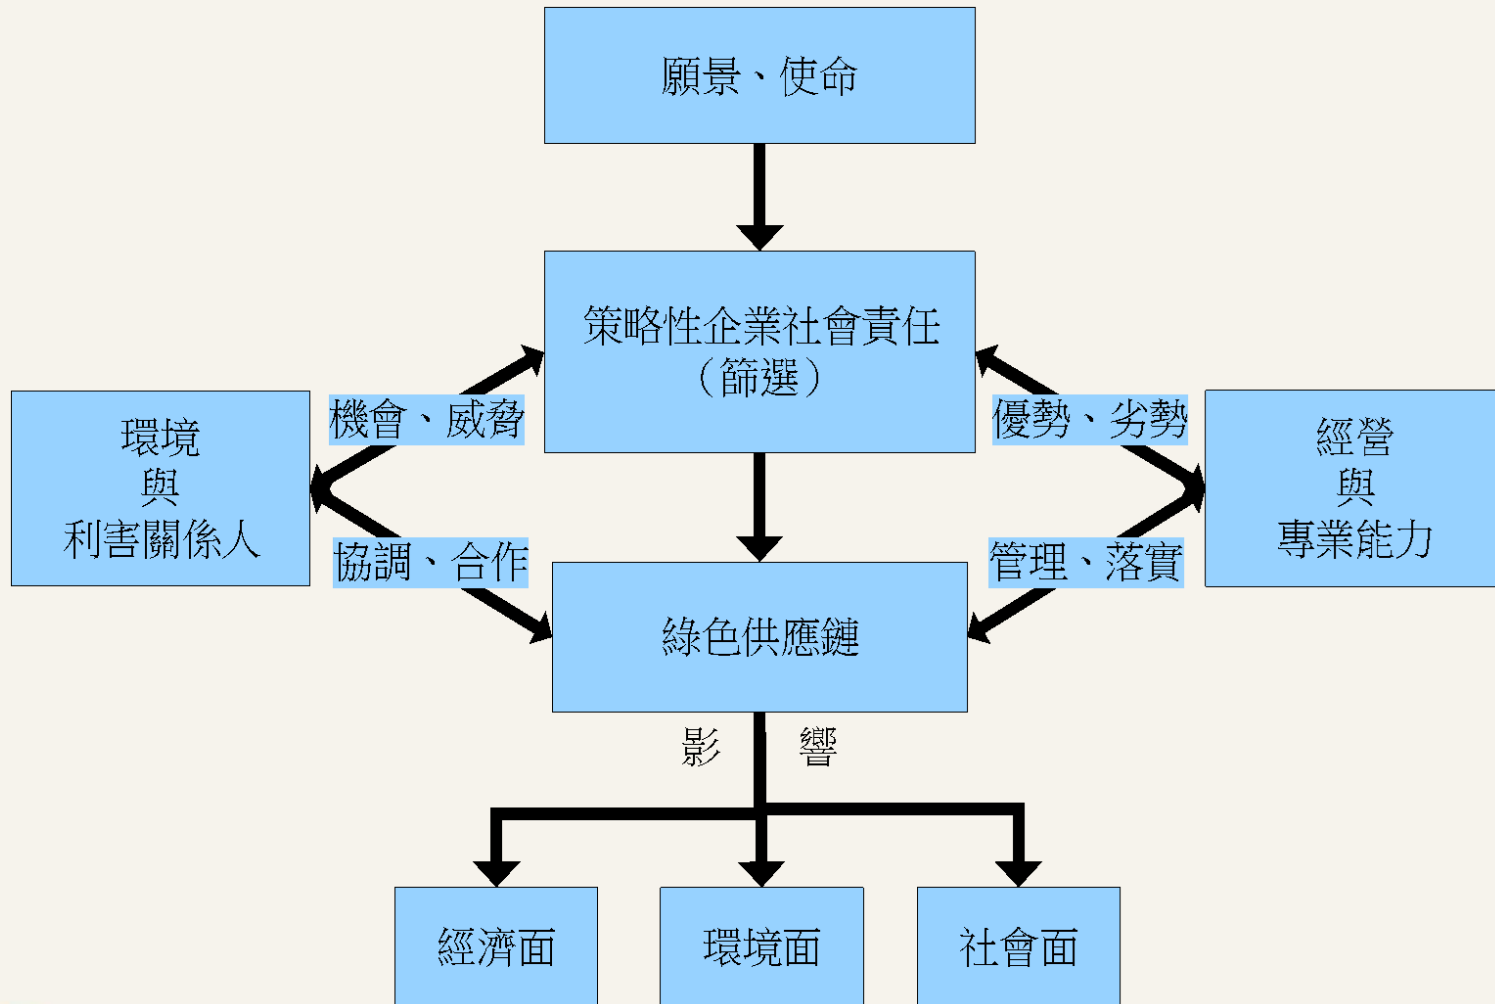 願景、使命
策略性企業社會責任
（篩選）
機會、威脅
優勢、劣勢
環境
與
利害關係人
經營
與
專業能力
協調、合作
管理、落實
綠色供應鏈
影 響
經濟面
環境面
社會面